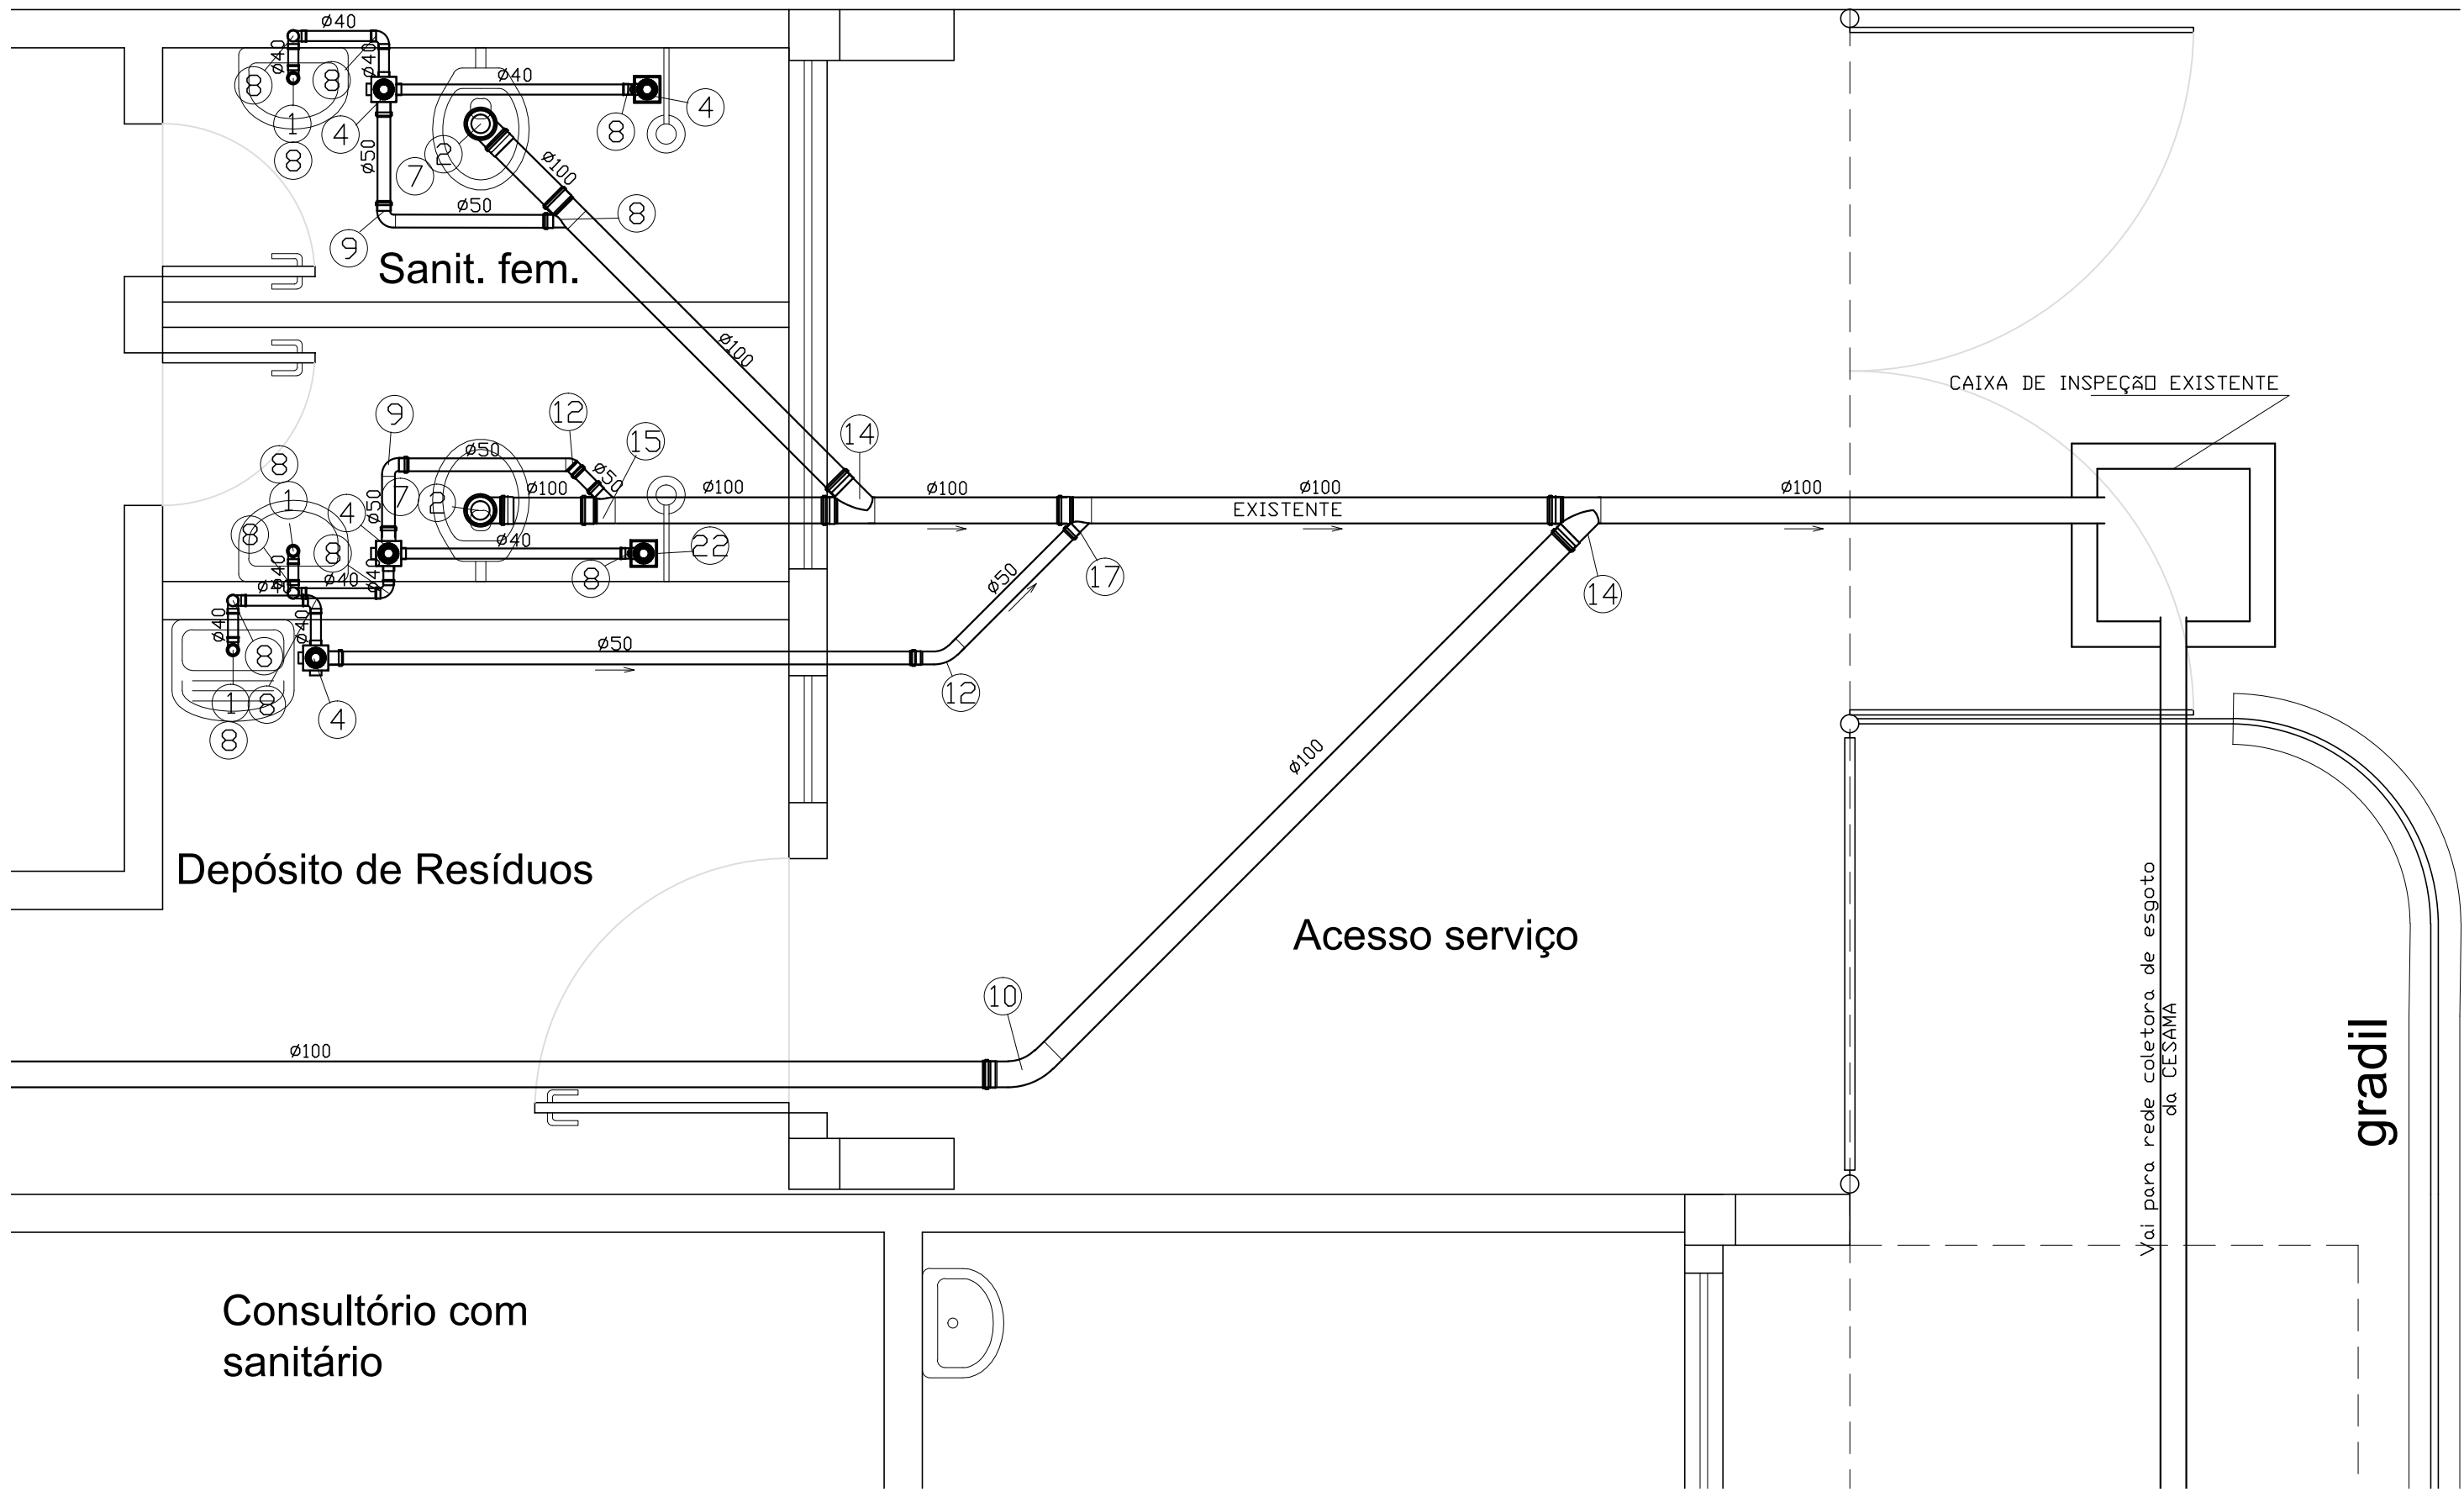 ø40
ø40
ø40
8
8
1
8
4
ø40
4
8
2
7
ø50
ø100
ø50
8
9
Sanit. fem.
ø100
CAIXA DE INSPEÇÃO EXISTENTE
9
12
14
15
8
ø50
ø50
1
7
2
ø100
ø100
ø100
ø100
ø100
EXISTENTE
4
ø50
8
8
ø40
22
8
17
14
ø40
ø40
ø40
ø40
ø50
ø40
ø40
8
ø50
1
8
4
12
8
ø100
Depósito de Resíduos
Acesso serviço
10
ø100
Vai para rede coletora de esgoto
da CESAMA
gradil
Consultório com
sanitário